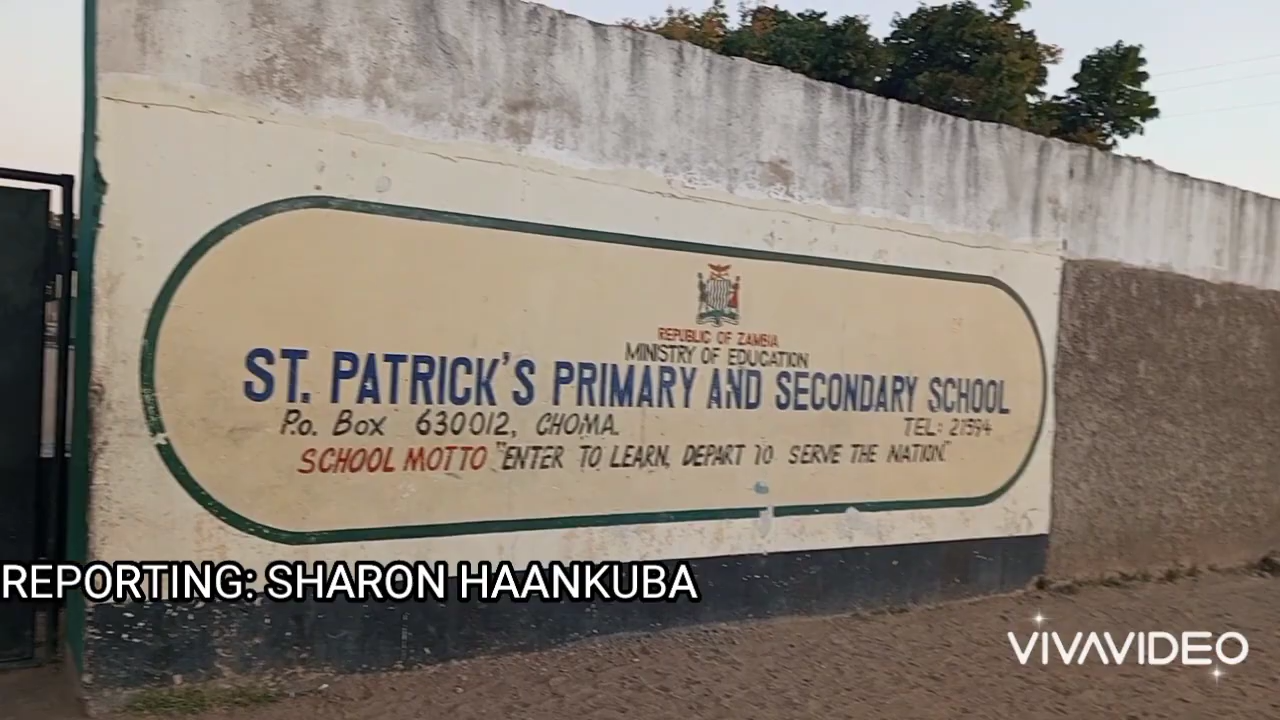 REPUBLIC OF ZAMBIA
MINISTRY OF EDUCATION
ST. PATRICK'S PRIMARY AND SECONDARY SCHOOL
P.o. Box 630012, CHOMA. TEL: 21594
SCHOOL MOTTO "ENTER TO LEARN, DEPART TO SERVE THE NATION."
REPORTING: SHARON HAANKUBA
VIVAVIDEO